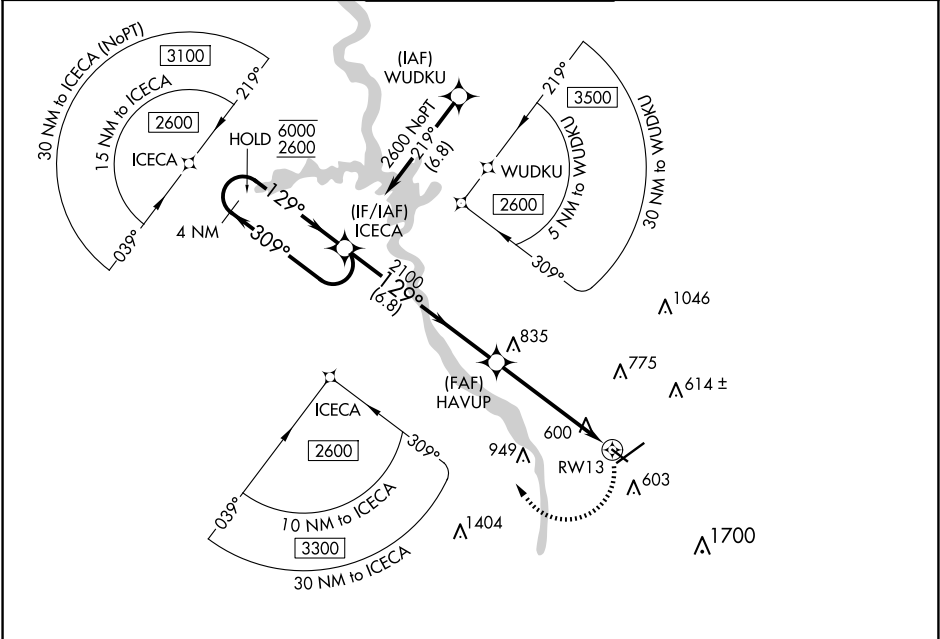 30 NM to ICECA (NoPT)
3100
15 NM to ICECA
2600
219°
ICECA
039°
HOLD
6000
2600
4 NM
129°
309°
(IAF)
WUDKU
2600 NoPT
219°
(6.8)
(IF/IAF)
ICECA
2100
129°
(6.8)
219°
3500
WUDKU
2600
5 NM to WUDKU
30 NM to WUDKU
309°
1046
835
775
614 ±
(FAF)
HAVUP
600
949
RW13
603
1404
1700
ICECA
2600
309°
039°
10 NM to ICECA
3300
30 NM to ICECA